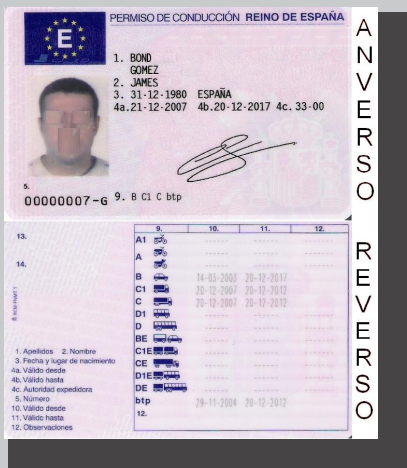 PERMISO DE CONDUCCIÓN REINO DE ESPAÑA
E
1. BOND
GOMEZ
2. JAMES
3. 31-12-1980 ESPAÑA
4a.21-12-2007 4b.20-12-2017 4c.33-00
5.
00000007-G 9. B C1 C btp
ANVERSO
9. 10. 11. 12.
13.
A1
A
14.
B 14-03-2003 20-12-2017
C1 20-12-2007 20-12-2012
C 20-12-2007 20-12-2012
D1
D
BE
C1E
CE
D1E
DE
btp 29-11-2004 20-12-2012
12.
1. Apellidos 2. Nombre
3. Fecha y lugar de nacimiento
4a. Válido desde
4b. Válido hasta
4c. Autoridad expedidora
5. Número
10. Válido desde
11. Válido hasta
12. Observaciones
REVERSO